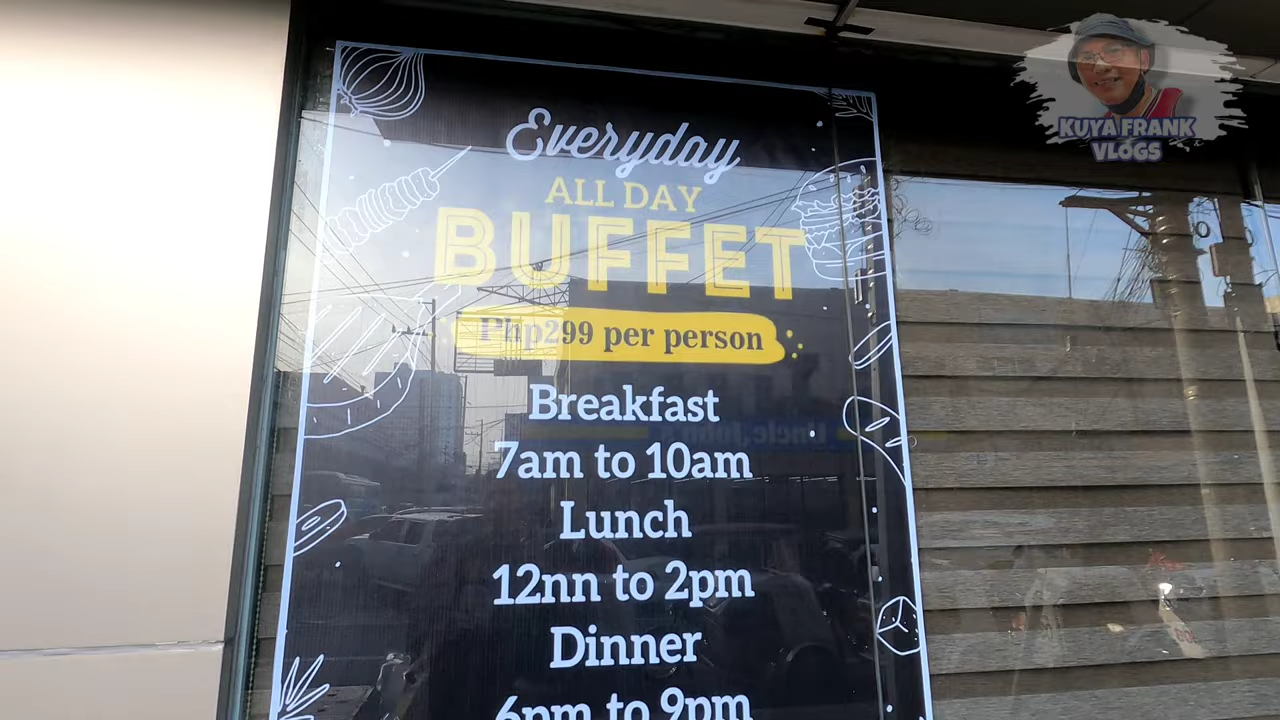 Everyday
ALL DAY
BUFFET
Php299 per person
Breakfast
7am to 10am
Lunch
12nn to 2pm
Dinner
6pm to 9pm
KUYA FRANK
VLOGS